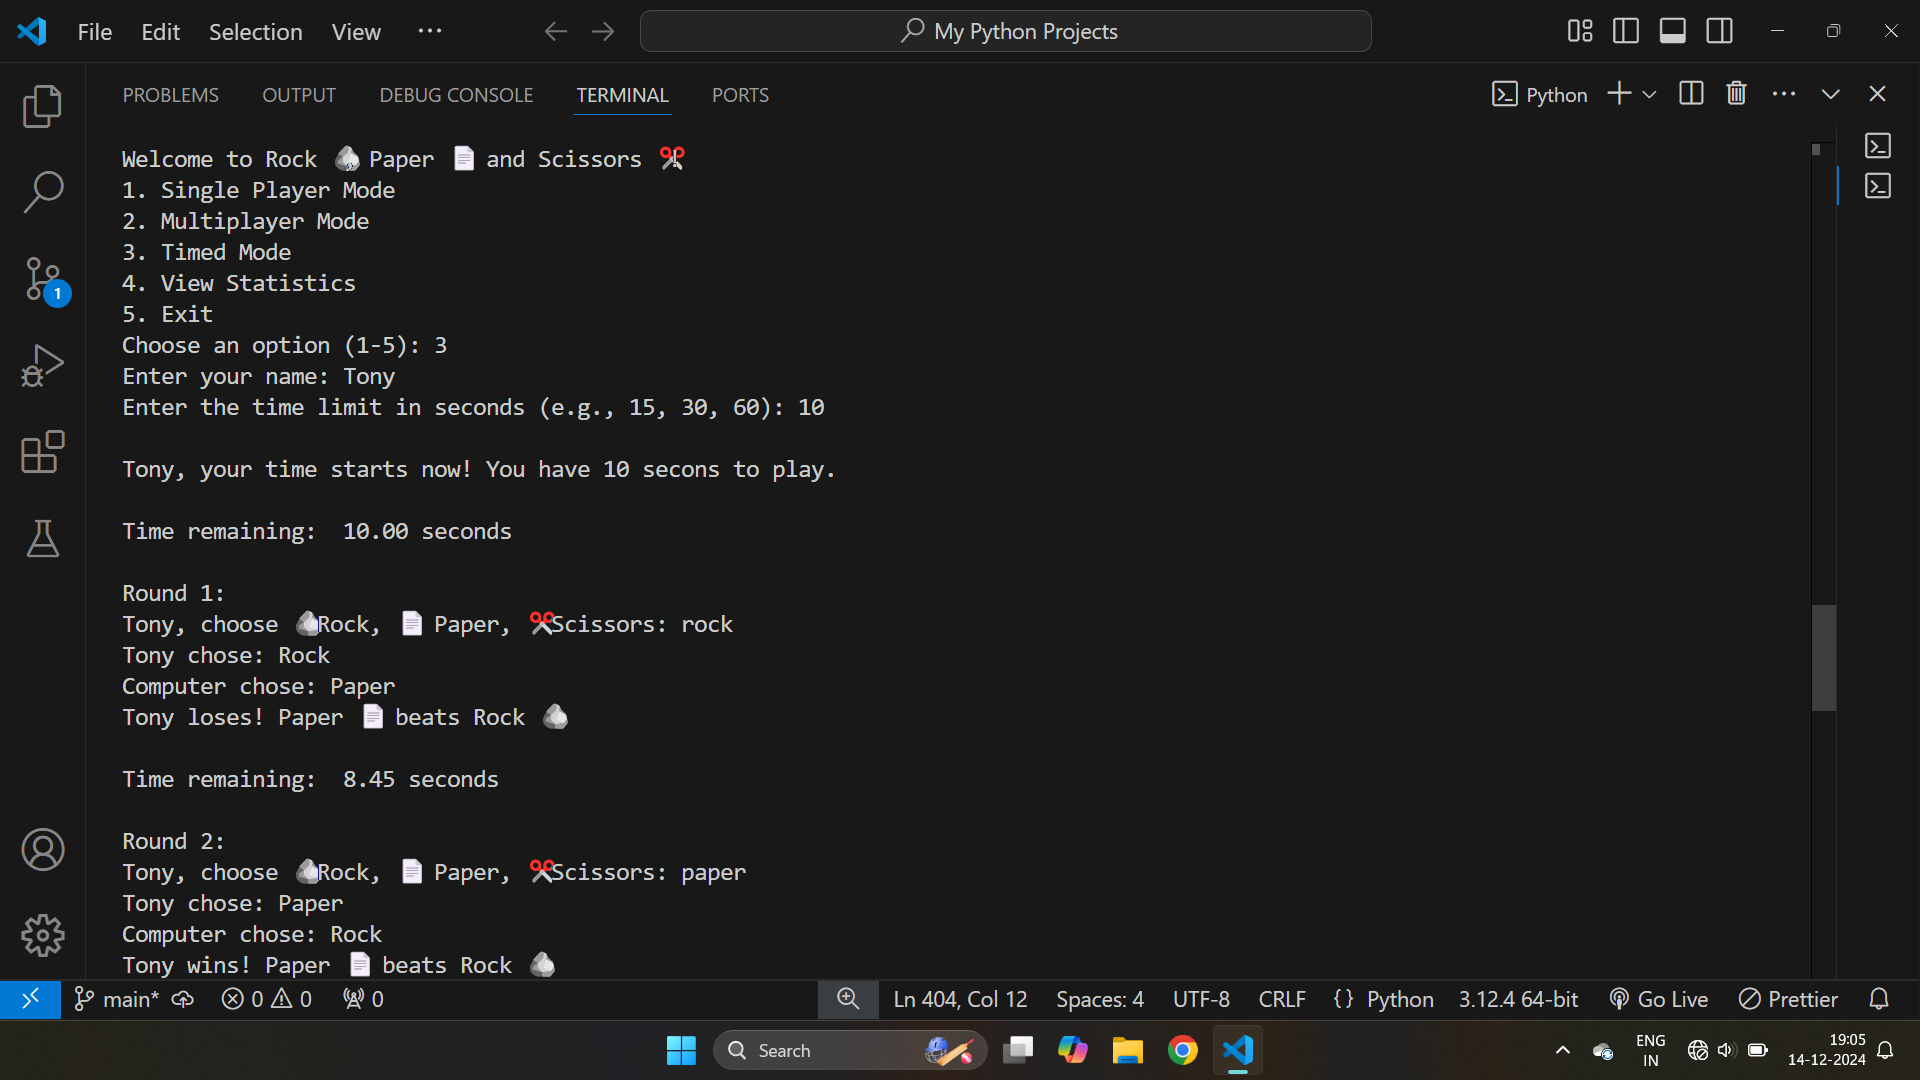 File Edit Selection View ··· My Python Projects
PROBLEMS OUTPUT DEBUG CONSOLE TERMINAL PORTS Python
Welcome to Rock 🪨 Paper 📄 and Scissors ✂️!
1. Single Player Mode
2. Multiplayer Mode
3. Timed Mode
4. View Statistics
5. Exit
Choose an option (1-5): 3
Enter your name: Tony
Enter the time limit in seconds (e.g., 15, 30, 60): 10
Tony, your time starts now! You have 10 secons to play.
Time remaining:  10.00 seconds
Round 1:
Tony, choose 🪨Rock, 📄 Paper, ✂️Scissors: rock
Tony chose: Rock
Computer chose: Paper
Tony loses! Paper 📄 beats Rock 🪨
Time remaining:  8.45 seconds
Round 2:
Tony, choose 🪨Rock, 📄 Paper, ✂️Scissors: paper
Tony chose: Paper
Computer chose: Rock
Tony wins! Paper 📄 beats Rock 🪨
1
main* 0 0 0 Ln 404, Col 12 Spaces: 4 UTF-8 CRLF {} Python 3.12.4 64-bit Go Live Prettier
Search ENG 19:05
IN 14-12-2024